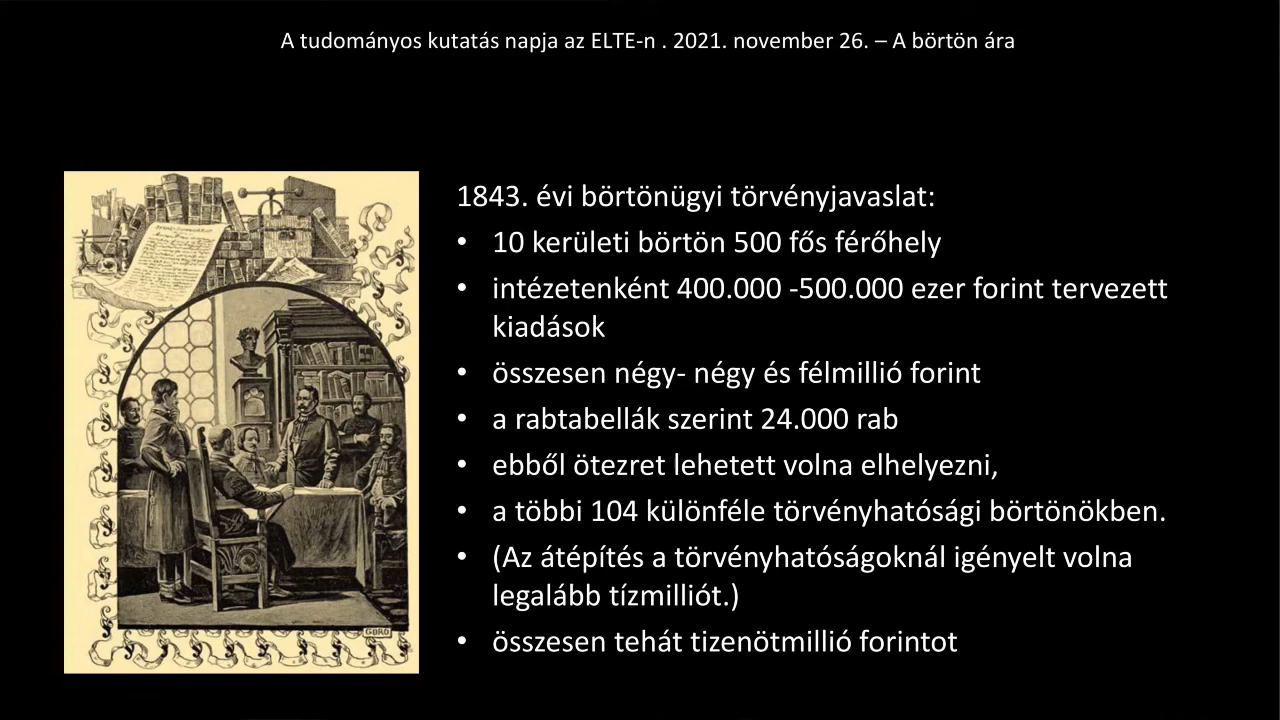 A tudományos kutatás napja az ELTE-n . 2021. november 26. – A börtön ára
1843. évi börtönügyi törvényjavaslat:
• 10 kerületi börtön 500 fős férőhely
• intézetenként 400.000 -500.000 ezer forint tervezett
kiadások
• összesen négy- négy és félmillió forint
• a rabtabellák szerint 24.000 rab
• ebből ötezret lehetett volna elhelyezni,
• a többi 104 különféle törvényhatósági börtönökben.
• (Az átépítés a törvényhatóságoknál igényelt volna
legalább tízmilliót.)
• összesen tehát tizenötmillió forintot